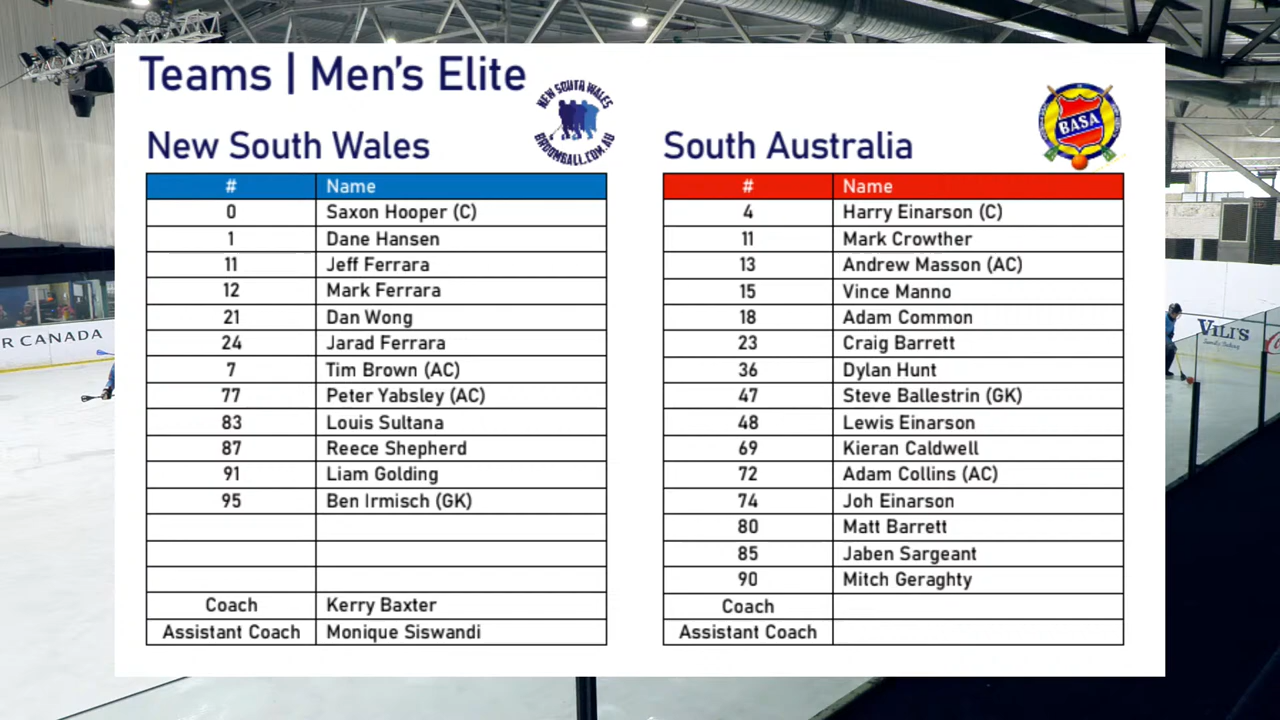 Teams | Men's Elite
NEW SOUTH WALES
BROOMBALL.COM.AU
New South Wales
# Name
0 Saxon Hooper (C)
1 Dane Hansen
11 Jeff Ferrara
12 Mark Ferrara
21 Dan Wong
24 Jarad Ferrara
7 Tim Brown (AC)
77 Peter Yabsley (AC)
83 Louis Sultana
87 Reece Shepherd
91 Liam Golding
95 Ben Irmisch (GK)
Coach Kerry Baxter
Assistant Coach Monique Siswandi
BASA
South Australia
# Name
4 Harry Einarson (C)
11 Mark Crowther
13 Andrew Masson (AC)
15 Vince Manno
18 Adam Common
23 Craig Barrett
36 Dylan Hunt
47 Steve Ballestrin (GK)
48 Lewis Einarson
69 Kieran Caldwell
72 Adam Collins (AC)
74 Joh Einarson
80 Matt Barrett
85 Jaben Sargeant
90 Mitch Geraghty
Coach
Assistant Coach
R CANADA
VILI'S